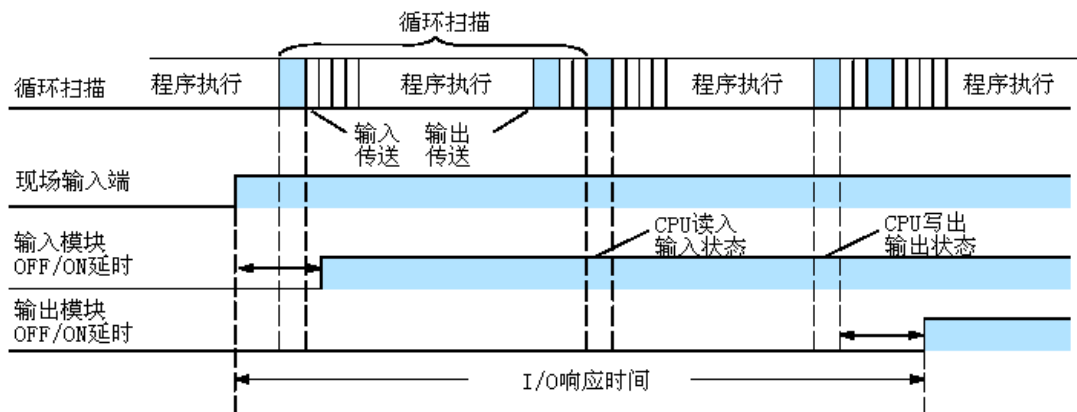 循环扫描
循环扫描
程序执行
程序执行
程序执行
程序执行
输入
传送
输出
传送
现场输入端
输入模块
OFF/ON延时
CPU读入
输入状态
CPU写出
输出状态
输出模块
OFF/ON延时
I/O响应时间